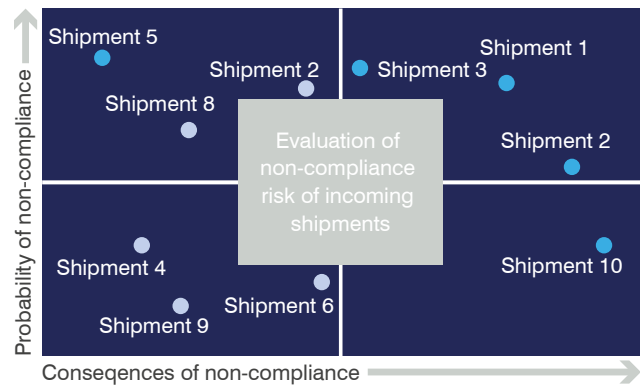 Probability of non-compliance
Shipment 5
Shipment 2
Shipment 8
Shipment 1
Shipment 3
Shipment 2
Evaluation of
non-compliance
risk of incoming
shipments
Shipment 4
Shipment 9
Shipment 6
Shipment 10
Conseqences of non-compliance